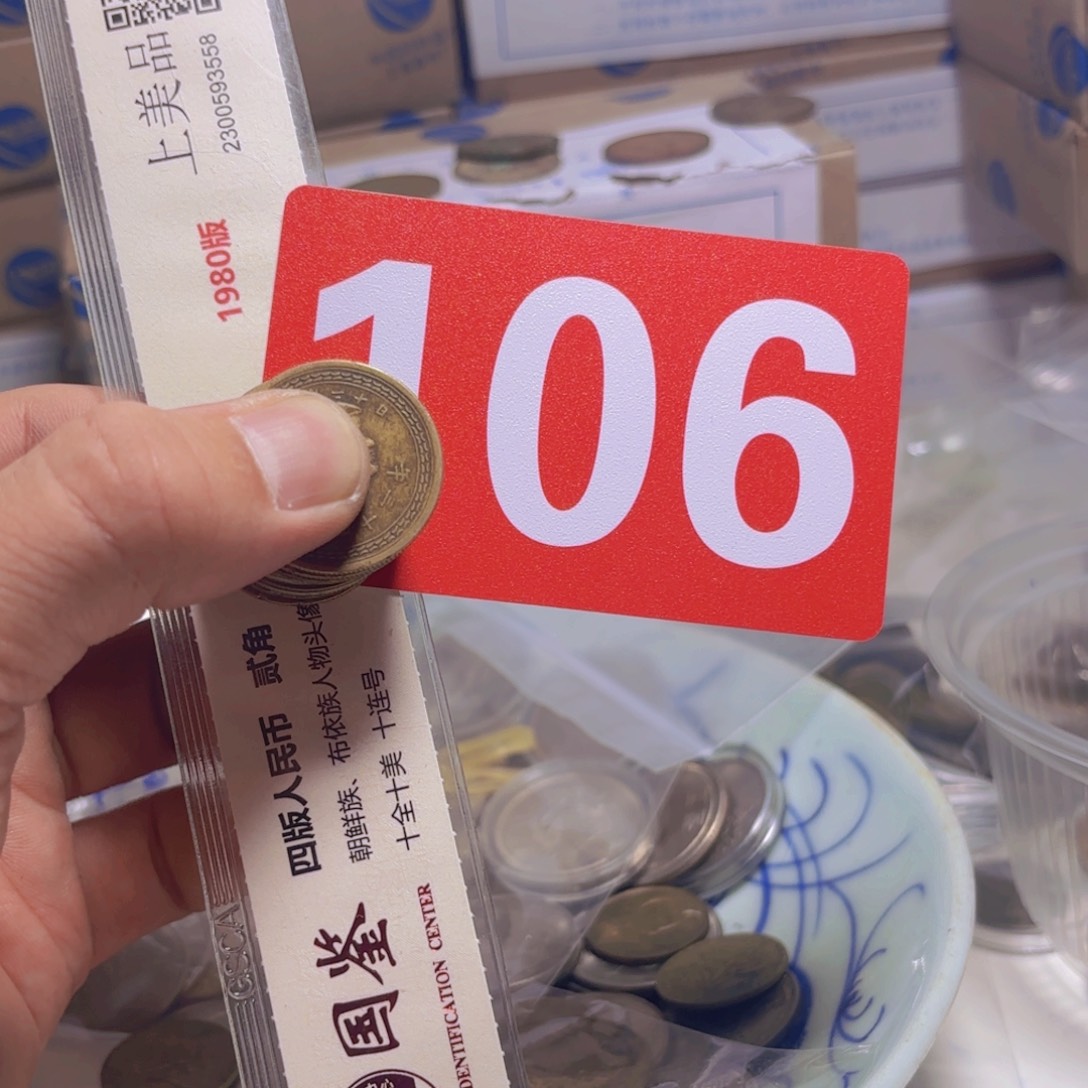 上美品
2300593558
1980版
106
四版人民币 贰角
朝鲜族、布依族人物头像
十全十美 十连号
国鉴
IDENTIFICATION CENTER
GSCA